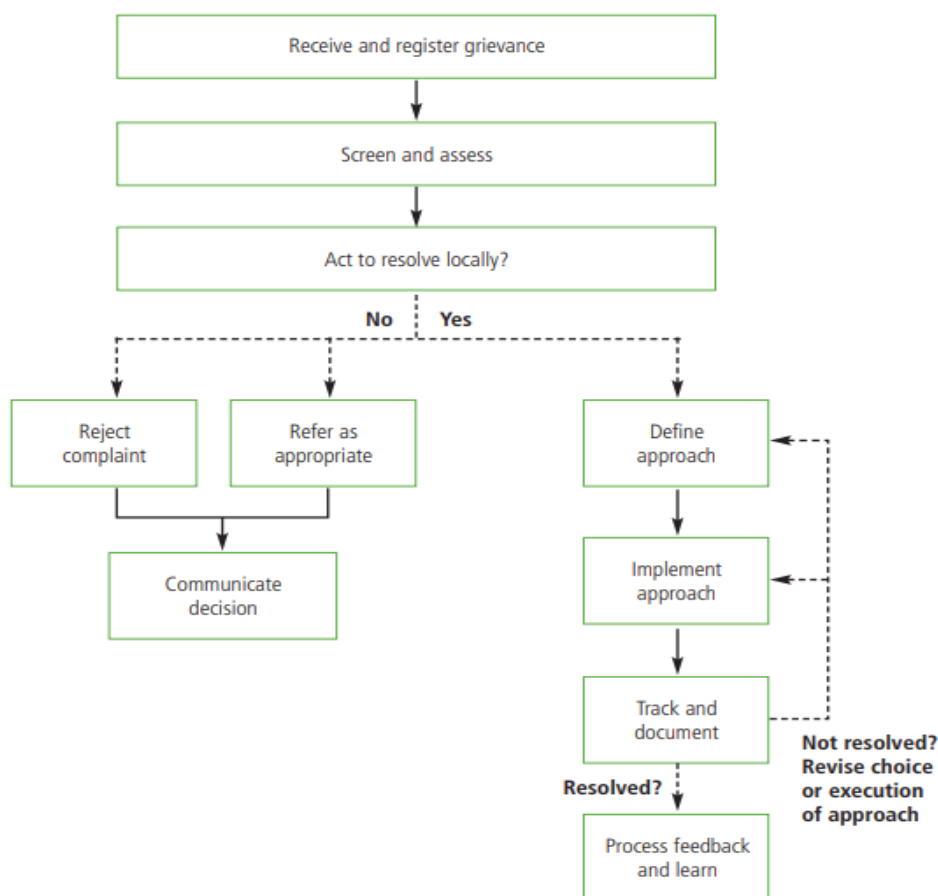 Receive and register grievance
Screen and assess
Act to resolve locally?
No
Yes
Reject
complaint
Refer as
appropriate
Define
approach
Communicate
decision
Implement
approach
Track and
document
Not resolved?
Revise choice
or execution
of approach
Resolved?
Process feedback
and learn